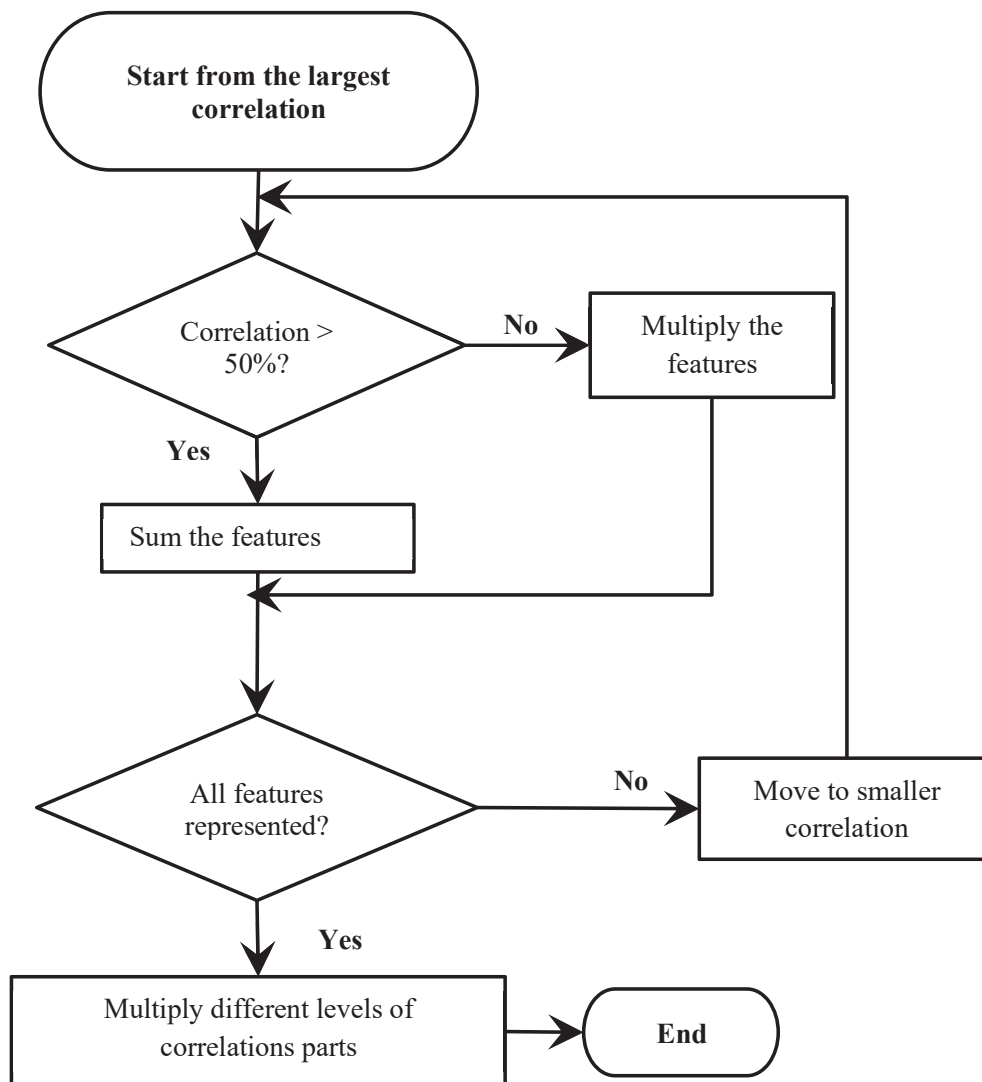 Start from the largest
correlation
Correlation >
50%?
No
Multiply the
features
Yes
Sum the features
All features
represented?
No
Move to smaller
correlation
Yes
Multiply different levels of
correlations parts
End